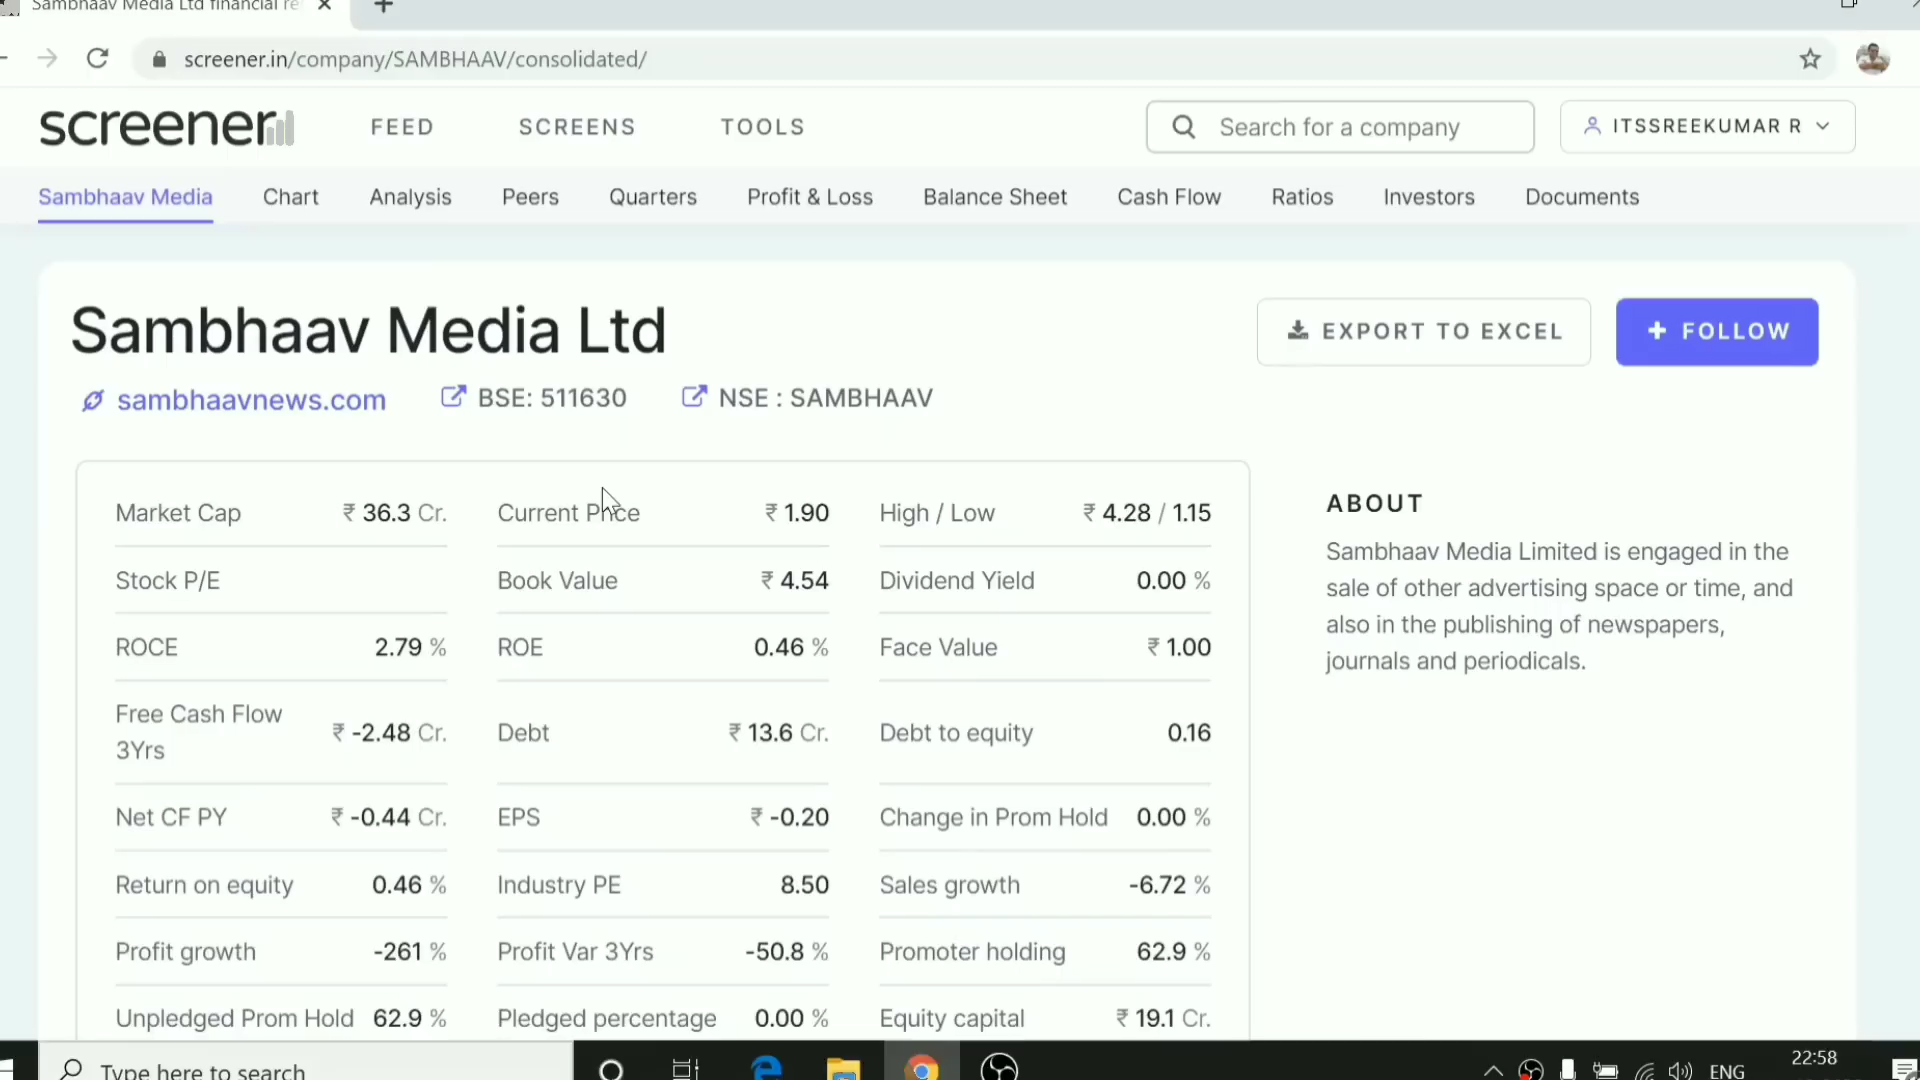 Sambhaav Media Ltd financial re
screener.in/company/SAMBHAAV/consolidated/
screener FEED SCREENS TOOLS Search for a company ITSSREEKUMAR R
Sambhaav Media Chart Analysis Peers Quarters Profit & Loss Balance Sheet Cash Flow Ratios Investors Documents
Sambhaav Media Ltd EXPORT TO EXCEL + FOLLOW
sambhaavnews.com BSE: 511630 NSE : SAMBHAAV
Market Cap ₹ 36.3 Cr. Current Price ₹ 1.90 High / Low ₹ 4.28 / 1.15
Stock P/E Book Value ₹ 4.54 Dividend Yield 0.00 %
ROCE 2.79 % ROE 0.46 % Face Value ₹ 1.00
Free Cash Flow
3Yrs ₹ -2.48 Cr. Debt ₹ 13.6 Cr. Debt to equity 0.16
Net CF PY ₹ -0.44 Cr. EPS ₹ -0.20 Change in Prom Hold 0.00 %
Return on equity 0.46 % Industry PE 8.50 Sales growth -6.72 %
Profit growth -261 % Profit Var 3Yrs -50.8 % Promoter holding 62.9 %
Unpledged Prom Hold 62.9 % Pledged percentage 0.00 % Equity capital ₹ 19.1 Cr.
ABOUT
Sambhaav Media Limited is engaged in the
sale of other advertising space or time, and
also in the publishing of newspapers,
journals and periodicals.
Type here to search ENG 22:58